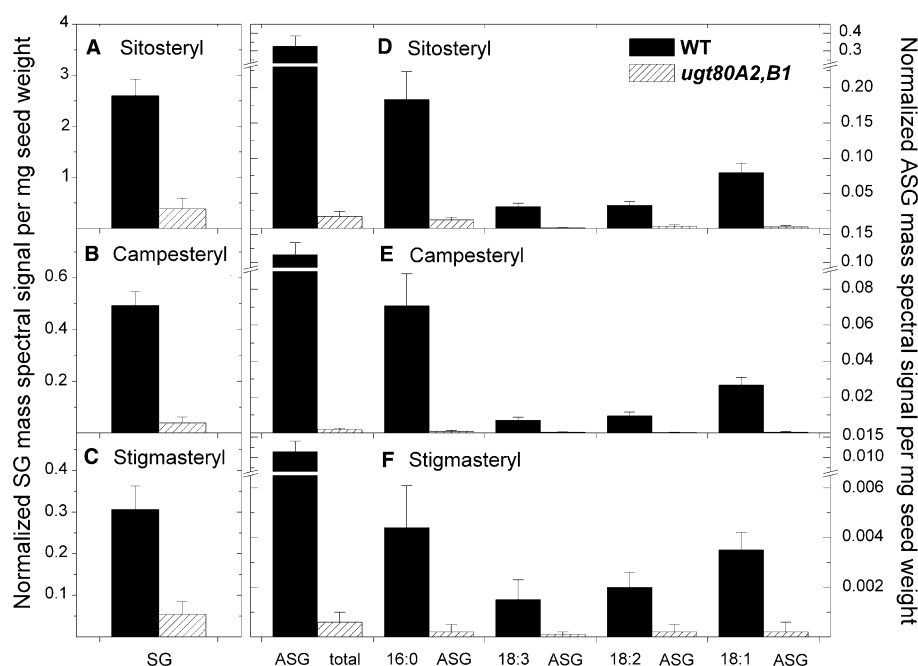 Normalized SG mass spectral signal per mg seed weight
4
3
2
1
A Sitosteryl
0.6
0.4
0.2
B Campesteryl
0.4
0.3
0.2
0.1
C Stigmasteryl
SG
D Sitosteryl
WT
ugt80A2,B1
0.4
0.3
0.20
0.15
0.10
0.05
E Campesteryl
0.15
0.10
0.08
0.06
0.04
0.02
F Stigmasteryl
0.015
0.010
0.006
0.004
0.002
ASG total 16:0 ASG 18:3 ASG 18:2 ASG 18:1 ASG
Normalized ASG mass spectral signal per mg seed weight